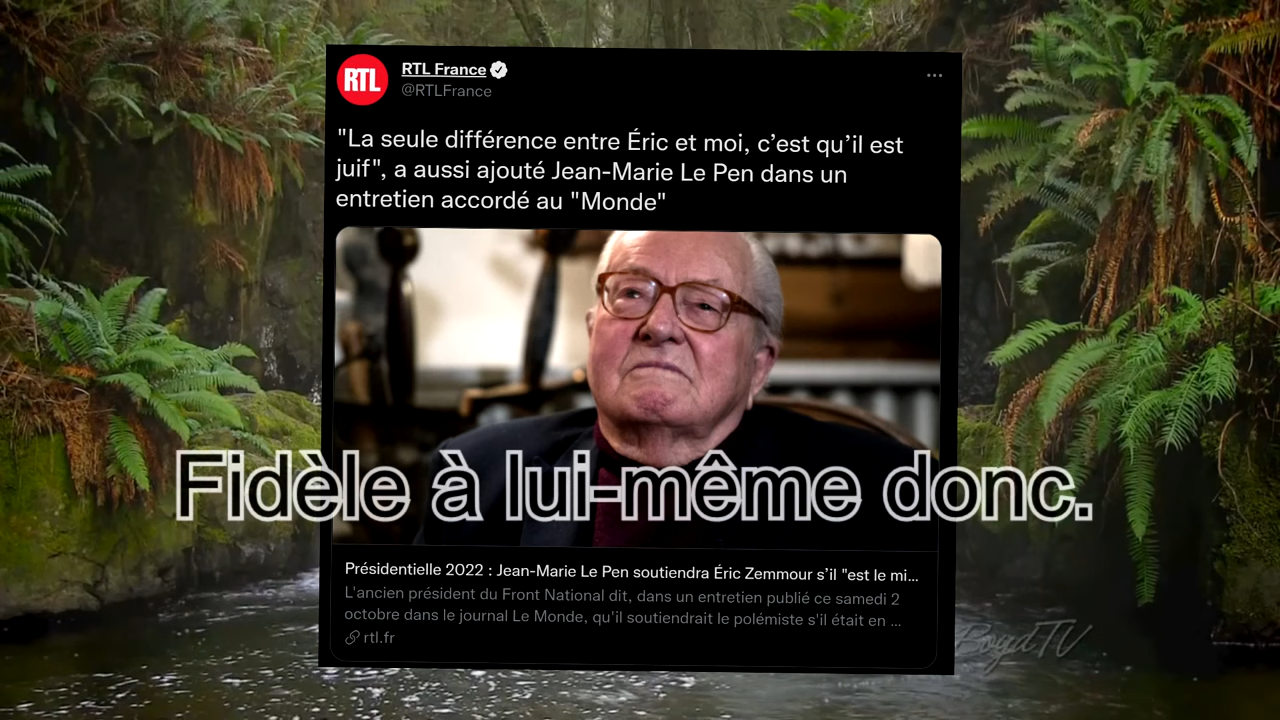 RTL
RTL France
@RTLFrance
"La seule différence entre Éric et moi, c’est qu’il est
juif", a aussi ajouté Jean-Marie Le Pen dans un
entretien accordé au "Monde"
Fidèle à lui-même donc.
Présidentielle 2022 : Jean-Marie Le Pen soutiendra Éric Zemmour s’il "est le mi...
L'ancien président du Front National dit, dans un entretien publié ce samedi 2
octobre dans le journal Le Monde, qu'il soutiendrait le polémiste s'il était en ...
rtl.fr
BoydTV